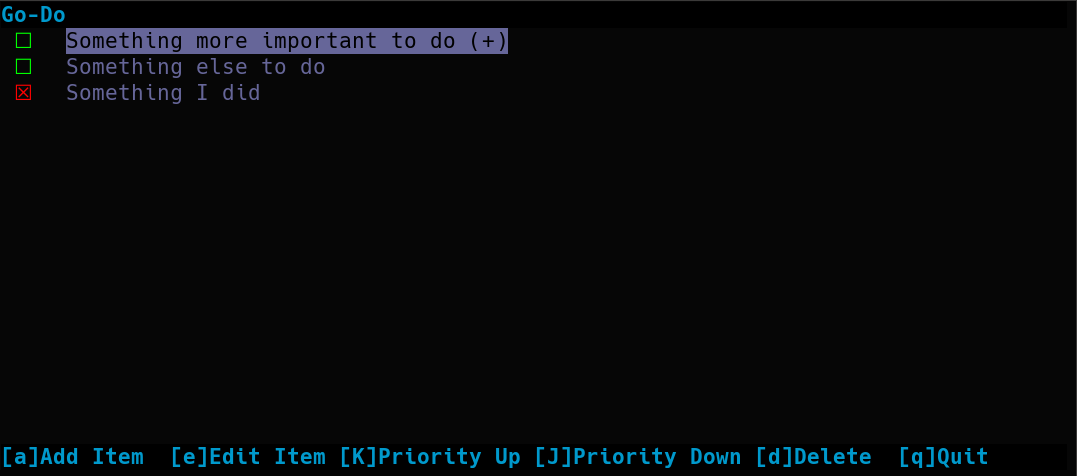 Go-Do
☐ Something more important to do (+)
☐ Something else to do
☒ Something I did
[a]Add Item [e]Edit Item [K]Priority Up [J]Priority Down [d]Delete [q]Quit